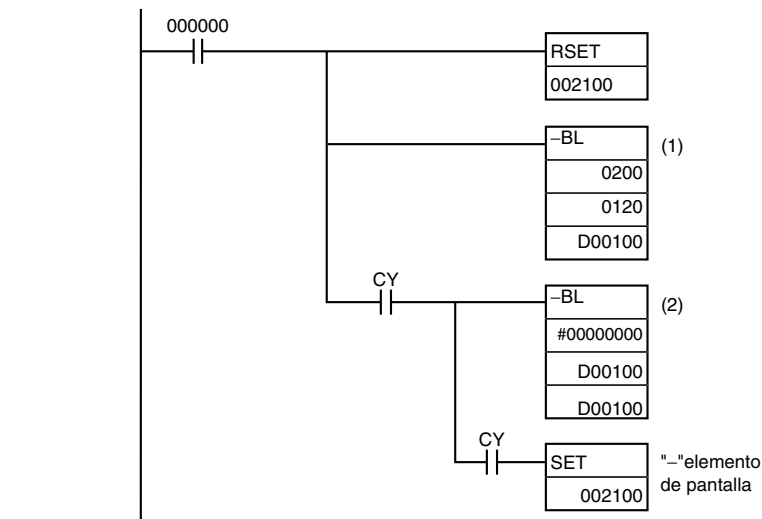 000000
RSET
002100
–BL (1)
0200
0120
D00100
CY
–BL (2)
#00000000
D00100
D00100
CY
SET "–"elemento
de pantalla
002100